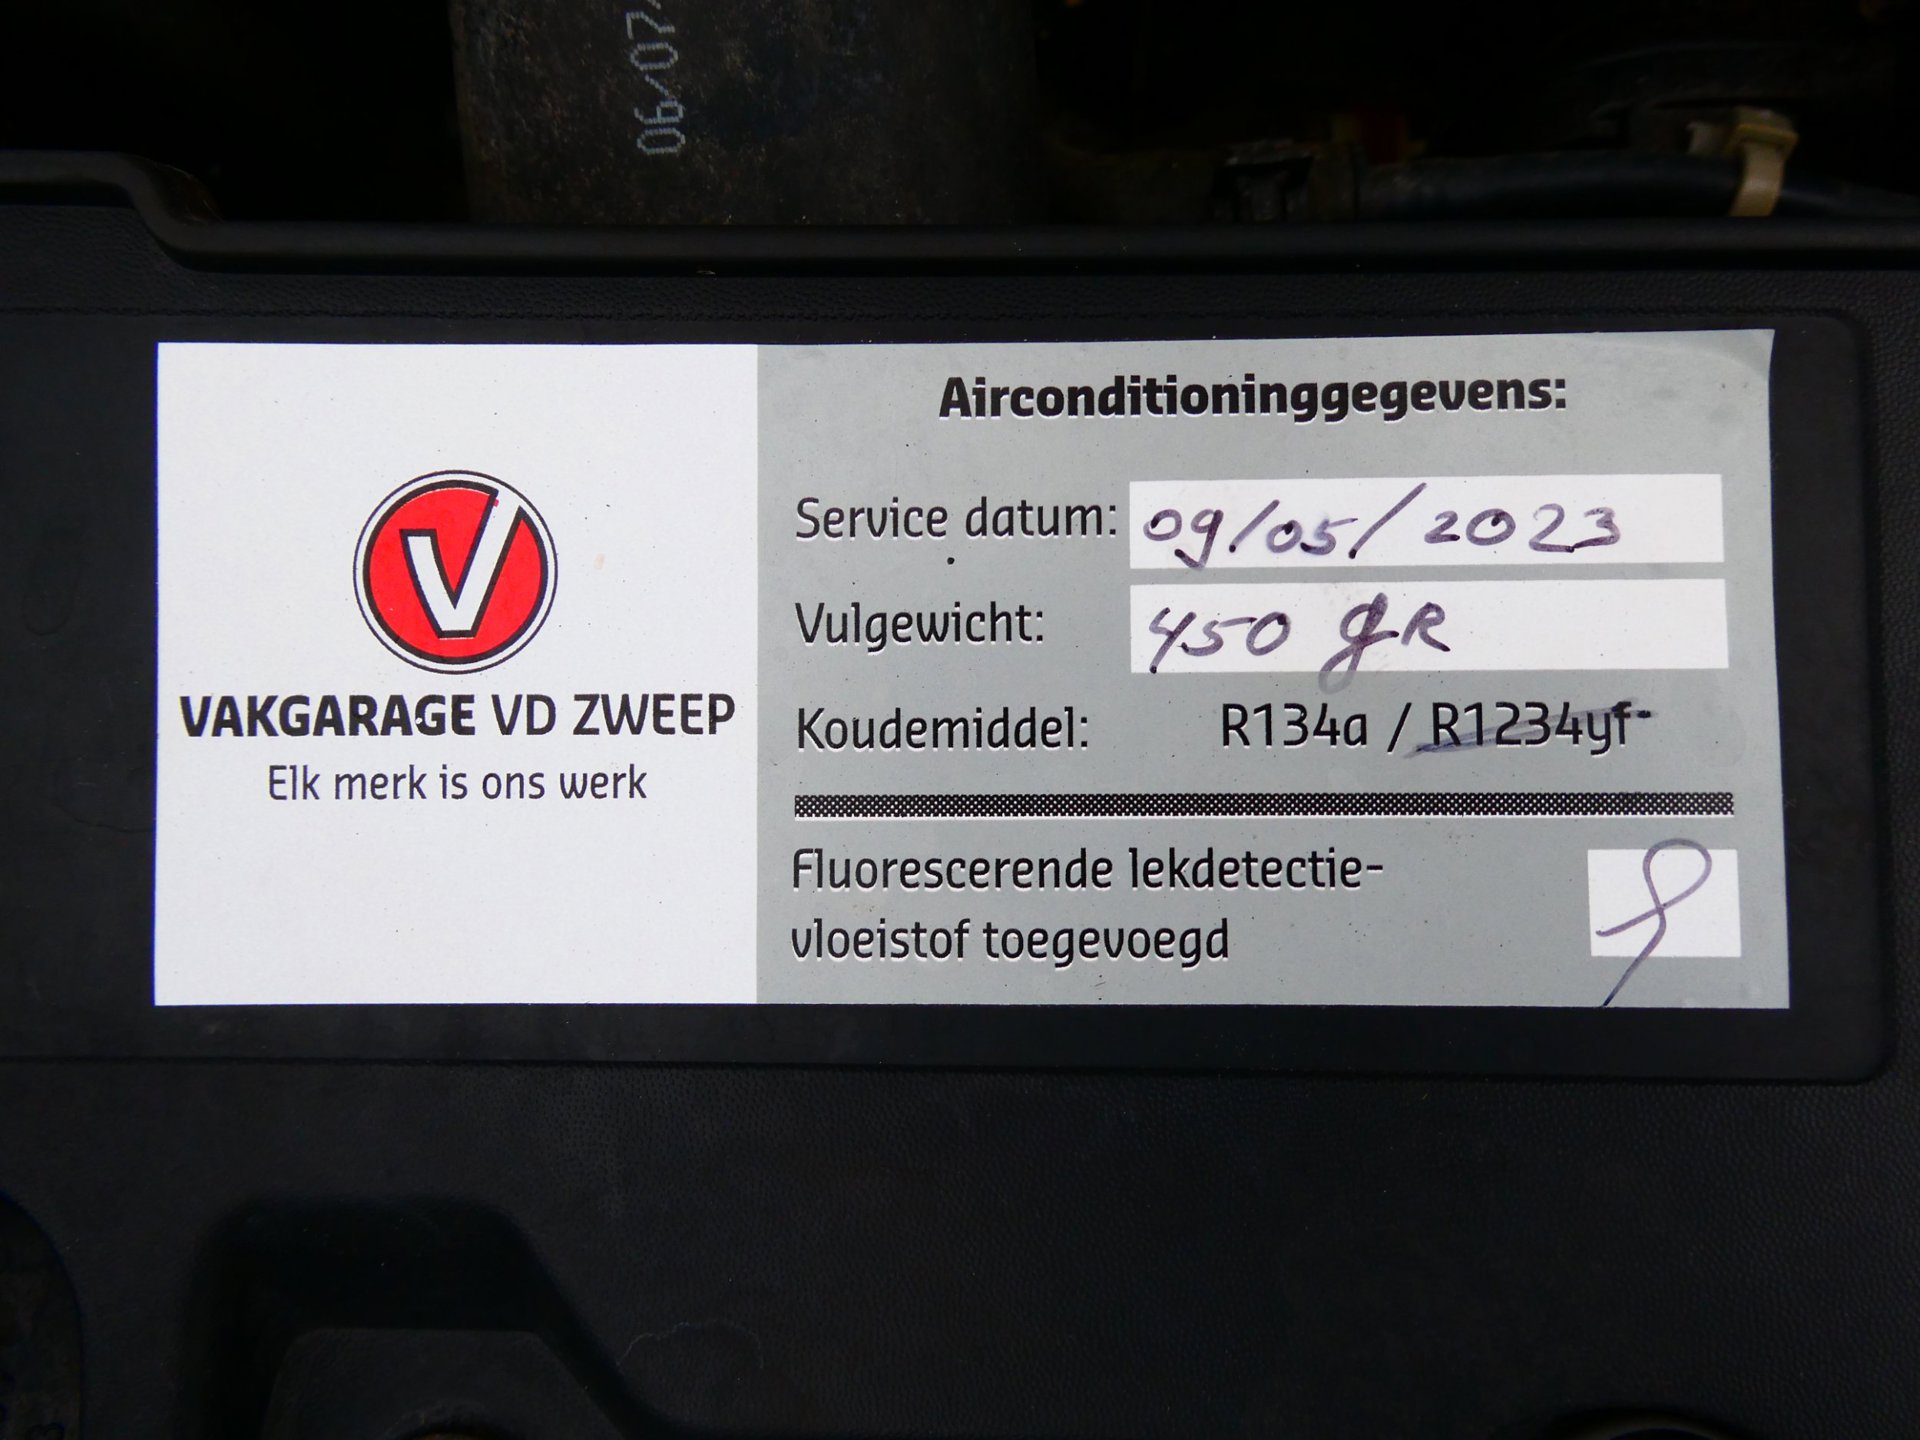 06/07
V
VAKGARAGE VD ZWEEP
Elk merk is ons werk
Airconditioninggegevens:
Service datum: 09/05/2023
Vulgewicht: 450 gR
Koudemiddel: R134a / R1234yf
Fluorescerende lekdetectie-
vloeistof toegevoegd